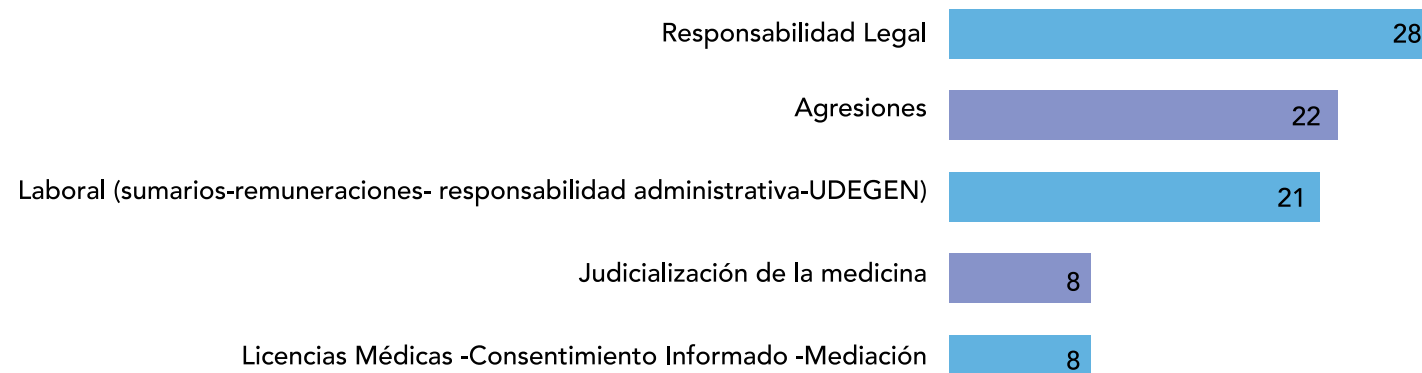 Responsabilidad Legal 28
Agresiones 22
Laboral (sumarios-remuneraciones- responsabilidad administrativa-UDEGEN) 21
Judicialización de la medicina 8
Licencias Médicas -Consentimiento Informado -Mediación 8